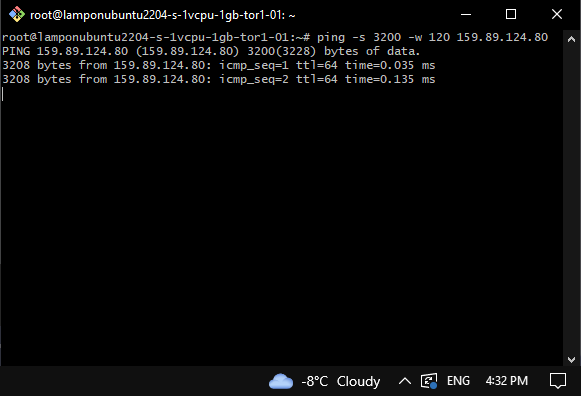 root@lamponubuntu2204-s-1vcpu-1gb-tor1-01: ~
root@lamponubuntu2204-s-1vcpu-1gb-tor1-01:~# ping -s 3200 -w 120 159.89.124.80
PING 159.89.124.80 (159.89.124.80) 3200(3228) bytes of data.
3208 bytes from 159.89.124.80: icmp_seq=1 ttl=64 time=0.035 ms
3208 bytes from 159.89.124.80: icmp_seq=2 ttl=64 time=0.135 ms
-8°C Cloudy ENG 4:32 PM